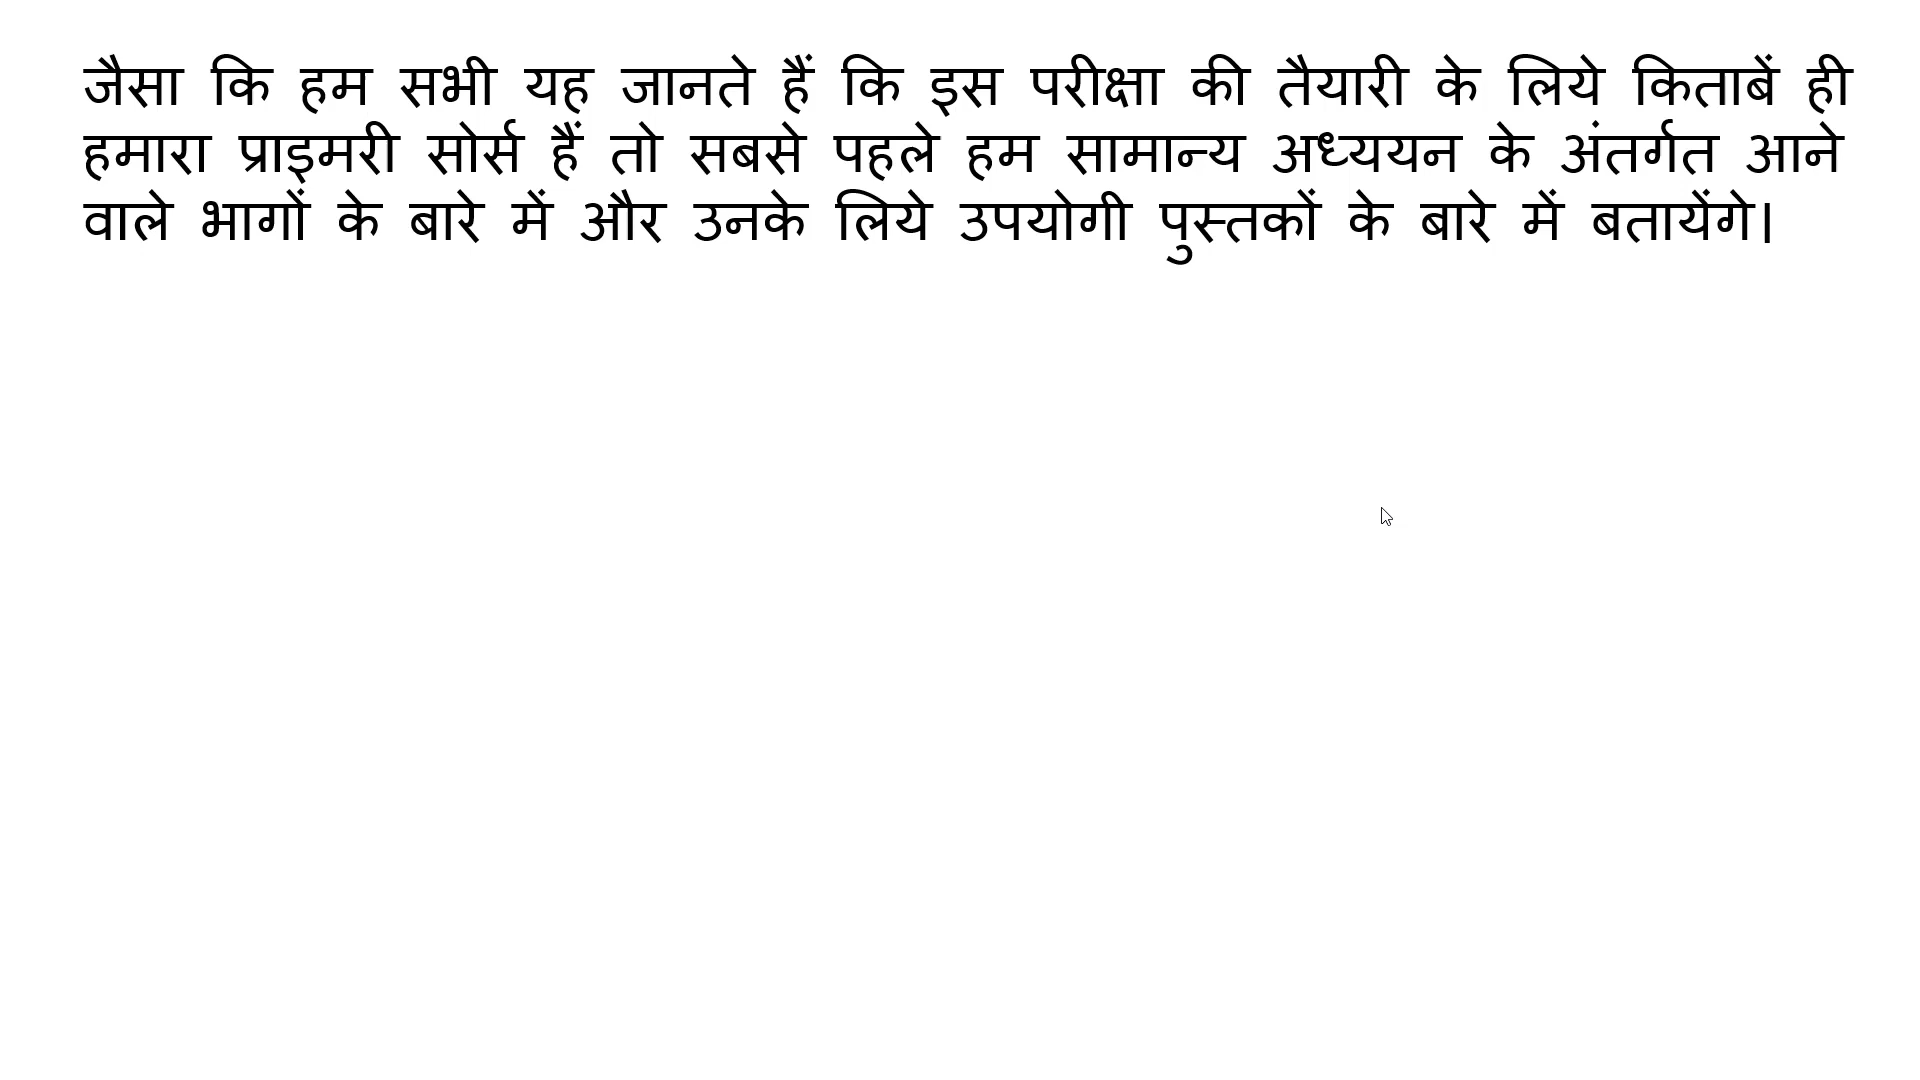 जैसा कि हम सभी यह जानते हैं कि इस परीक्षा की तैयारी के लिये किताबें ही
हमारा प्राइमरी सोर्स हैं तो सबसे पहले हम सामान्य अध्ययन के अंतर्गत आने
वाले भागों के बारे में और उनके लिये उपयोगी पुस्तकों के बारे में बतायेंगे।